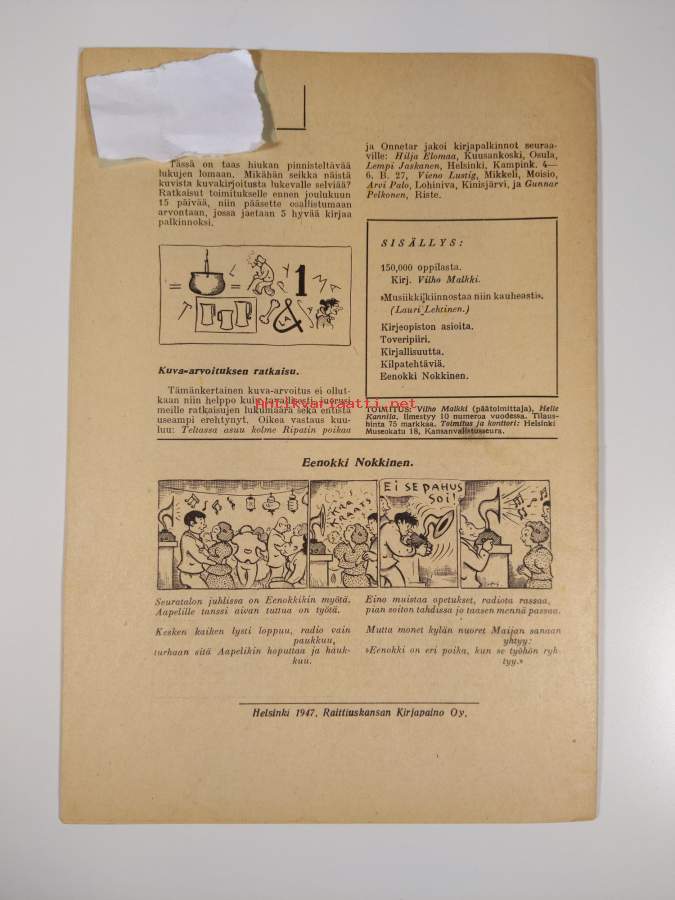 Tässä on taas hiukan pinnisteltävää
lukujen lomaan. Mikähän seikka näistä
kuvista kuvakirjoitusta lukevalle selviää?
Ratkaisut toimitukselle ennen joulukuun
15 päivää, niin pääsette osallistumaan
arvontaan, jossa jaetaan 5 hyvää kirjaa
palkinnoksi.
= = L P Y 1 M A
T & L A
Kuva-arvoituksen ratkaisu.
Tämänkertainen kuva-arvoitus ei ollut-
kaan niin helppo kuin tavallisesti
meille ratkaisujen lukumäärä sekä entistä
useampi erehtynyt. Oikea vastaus kuu-
luu: Teltassa asuu kolme Ripatin poikaa
ja Onnetar jakoi kirjapalkinnot seuraa-
ville: Hilja Elomaa, Kuusankoski, Osula,
Lempi Jaskanen, Helsinki, Kampink. 4—
6. B. 27, Vieno Lustig, Mikkeli, Moisio,
Arvi Palo, Lohiniva, Kinisjärvi, ja Gunnar
Pelkonen, Riste.
SISÄLLYS:
150,000 oppilasta.
Kirj. Vilho Malkki.
»Musiikki kiinnostaa niin kauheasti».
(Lauri Lehtinen.)
Kirjeopiston asioita.
Toveripiiri.
Kirjallisuutta.
Kilpatehtäviä.
Eenokki Nokkinen.
TOIMITUS: Vilho Malkki (päätoimittaja), Helle
Kannila. Ilmestyy 10 numeroa vuodessa. Tilaus-
hinta 75 markkaa. Toimitus ja konttori: Helsinki
Museokatu 18, Kansanvalistusseura.
Antikvariaatti.net
Eenokki Nokkinen.
EI SE PAHUS
SOI!
Seuratalon juhlissa on Eenokkikin myötä.
Aapelille tanssi aivan tuttua on työtä.
Kesken kaiken lysti loppuu, radio vain
paukkuu,
turhaan sitä Aapelikin hoputtaa ja hauk-
kuu.
Eino muistaa opetukset, radiota rassaa,
pian soiton tahdissa jo taasen mennä passaa.
Mutta monet kylän nuoret Maijan sanaan
yhtyy:
»Eenokki on eri poika, kun se työhön ryh-
tyy.»
Helsinki 1947. Raittiuskansan Kirjapaino Oy.